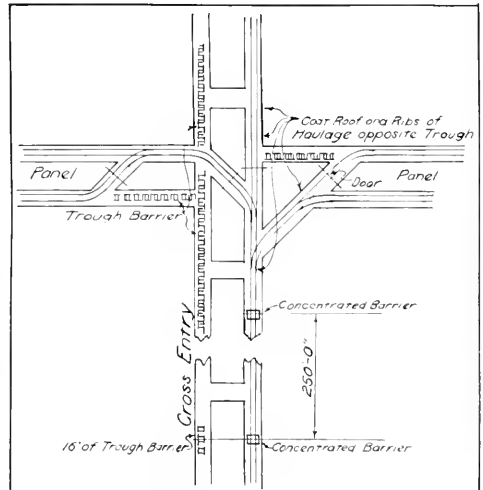 Coat Roof and Ribs of
Haulage opposite Trough
Panel
Door
Panel
Trough Barrier
Concentrated Barrier
Cross Entry
250'-0"
16' of Trough Barrier
Concentrated Barrier